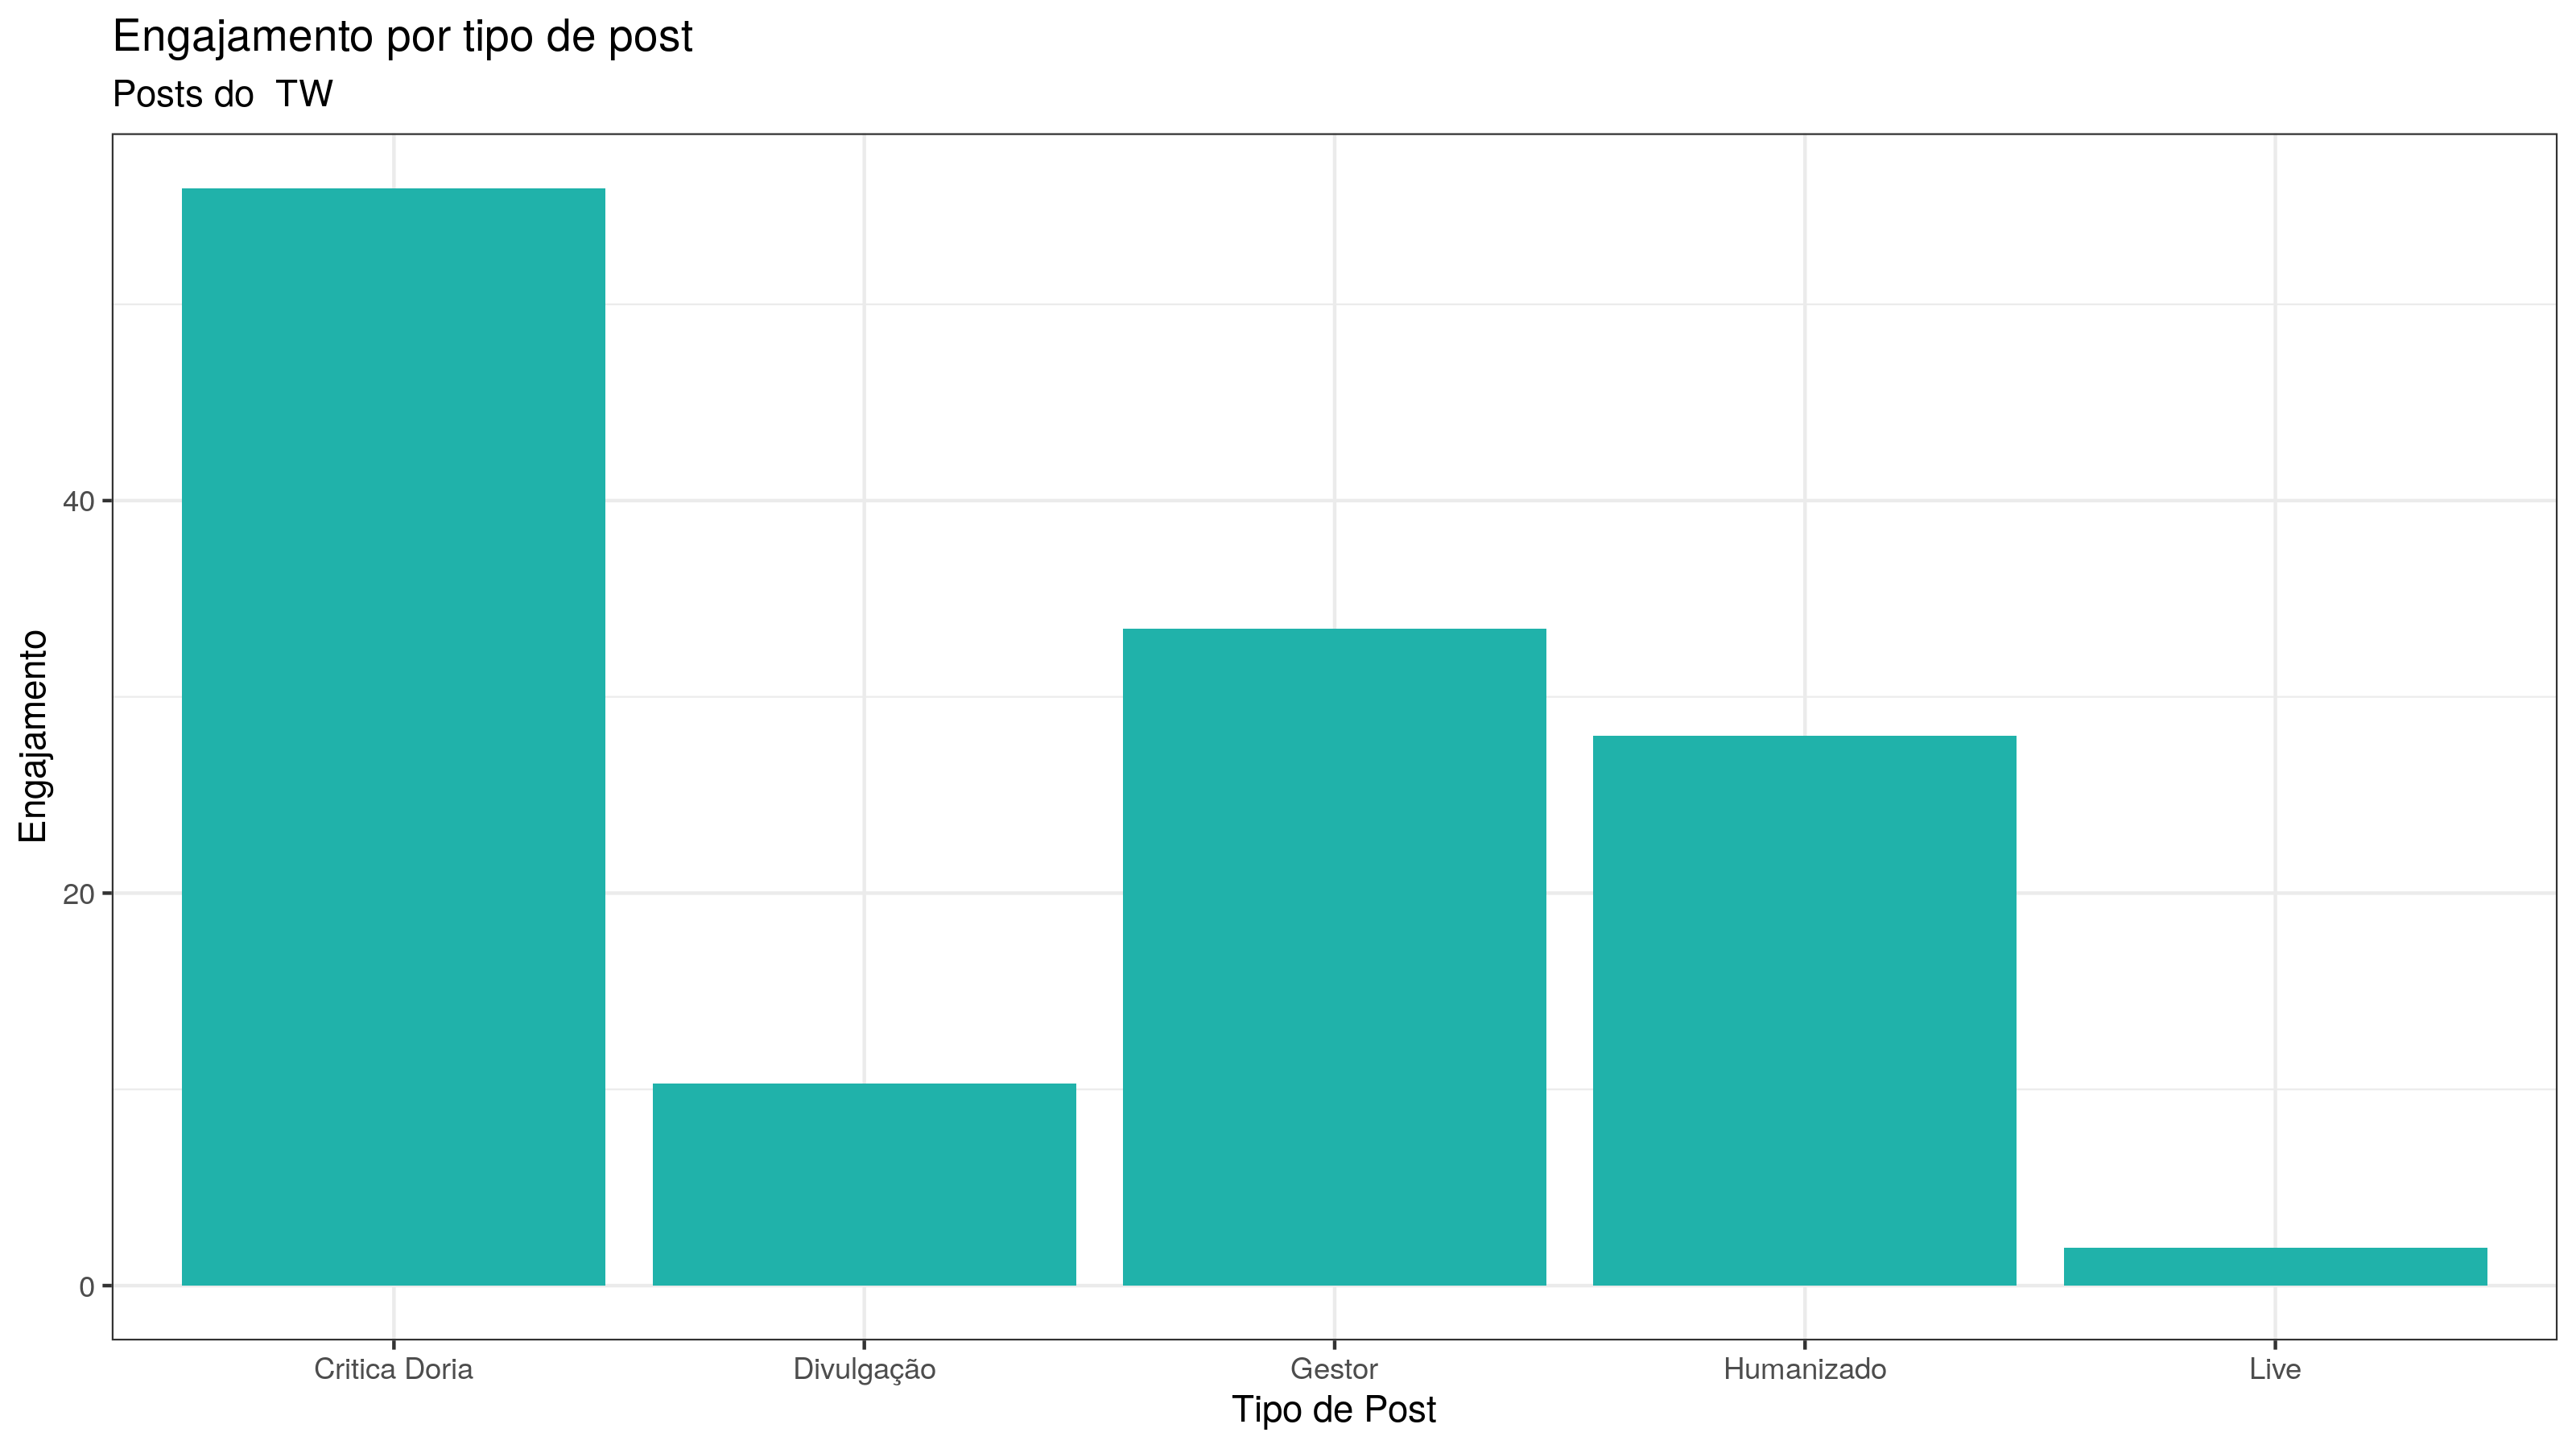 Engajamento por tipo de post
Posts do  TW
Engajamento
40
20
0
Critica Doria
Divulgação
Gestor
Humanizado
Live
Tipo de Post